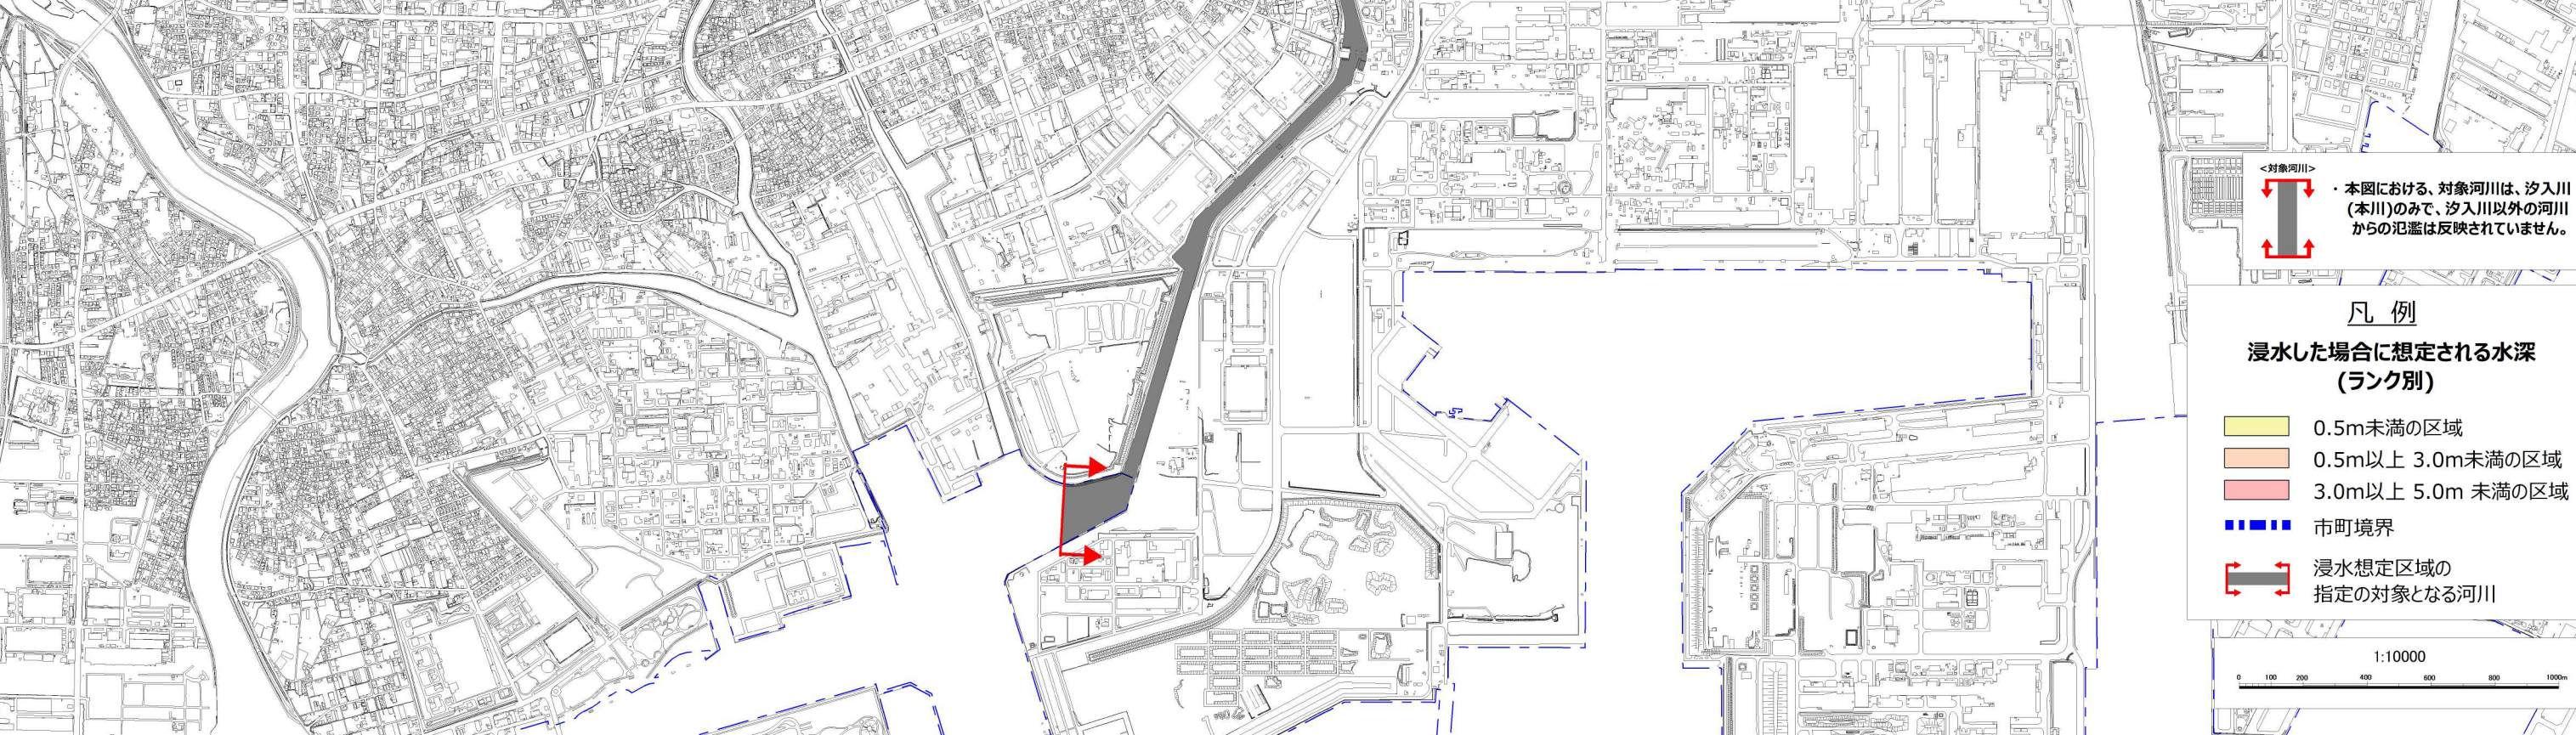 <対象河川>
・本図における、対象河川は、汐入川
(本川)のみで、汐入川以外の河川
からの氾濫は反映されていません。
凡 例
浸水した場合に想定される水深
(ランク別)
0.5m未満の区域
0.5m以上 3.0m未満の区域
3.0m以上 5.0m 未満の区域
市町境界
浸水想定区域の
指定の対象となる河川
1:10000
0 100 200 400 600 800 1000m